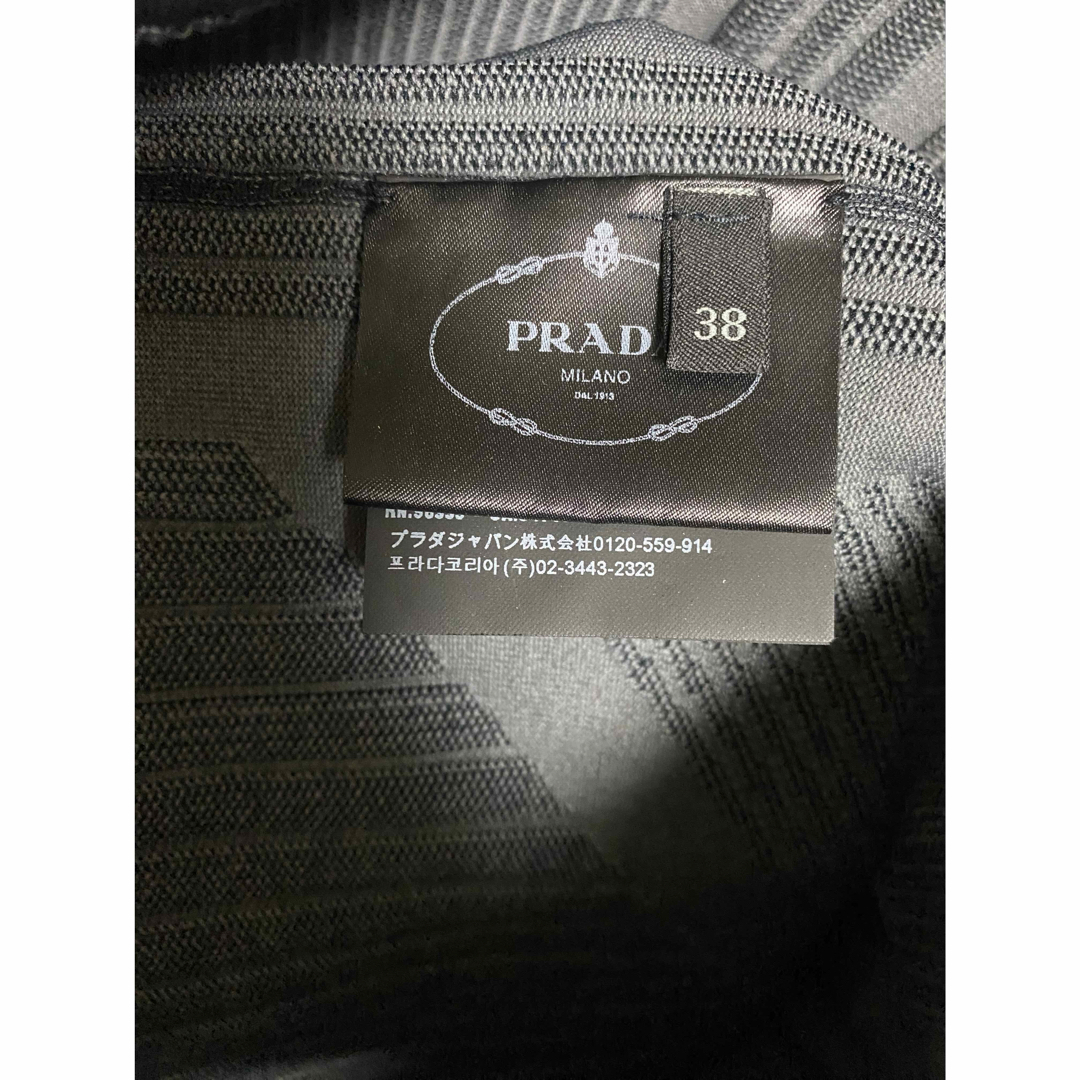 PRAD
38
MILANO
DAL 1913
プラダジャパン株式会社0120-559-914
프라다코리아(주)02-3443-2323